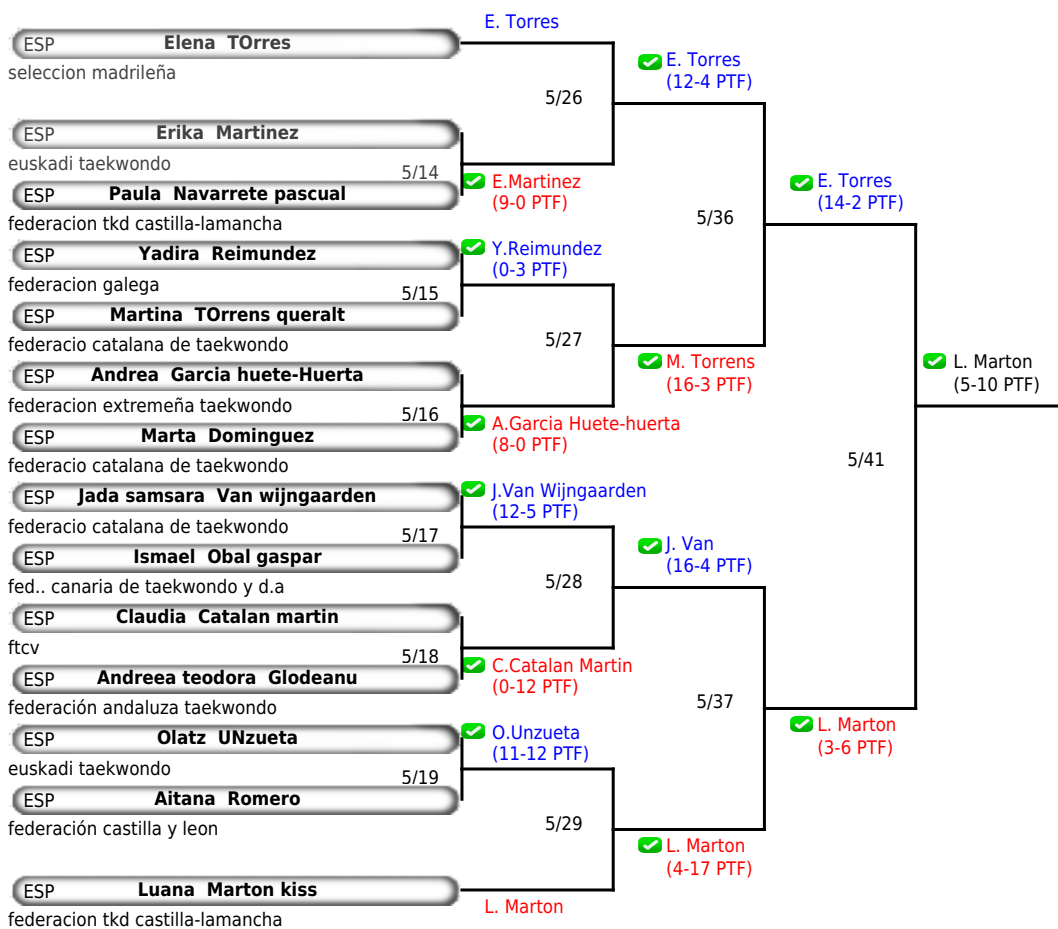 E. Torres
ESP Elena TOrres
seleccion madrileña
E. Torres
(12-4 PTF)
5/26
ESP Erika Martinez
euskadi taekwondo
5/14
ESP Paula Navarrete pascual
E.Martinez
(9-0 PTF)
federacion tkd castilla-lamancha
E. Torres
(14-2 PTF)
5/36
ESP Yadira Reimundez
Y.Reimundez
(0-3 PTF)
federacion galega
5/15
ESP Martina TOrrens queralt
federacio catalana de taekwondo
5/27
M. Torrens
(16-3 PTF)
ESP Andrea Garcia huete-Huerta
federacion extremeña taekwondo
5/16
ESP Marta Dominguez
A.Garcia Huete-huerta
(8-0 PTF)
federacio catalana de taekwondo
L. Marton
(5-10 PTF)
5/41
ESP Jada samsara Van wijngaarden
J.Van Wijngaarden
(12-5 PTF)
federacio catalana de taekwondo
5/17
ESP Ismael Obal gaspar
fed.. canaria de taekwondo y d.a
J. Van
(16-4 PTF)
5/28
ESP Claudia Catalan martin
ftcv
5/18
ESP Andreea teodora Glodeanu
C.Catalan Martin
(0-12 PTF)
federación andaluza taekwondo
5/37
L. Marton
(3-6 PTF)
ESP Olatz UNzueta
O.Unzueta
(11-12 PTF)
euskadi taekwondo
5/19
ESP Aitana Romero
federación castilla y leon
5/29
L. Marton
(4-17 PTF)
ESP Luana Marton kiss
L. Marton
federacion tkd castilla-lamancha